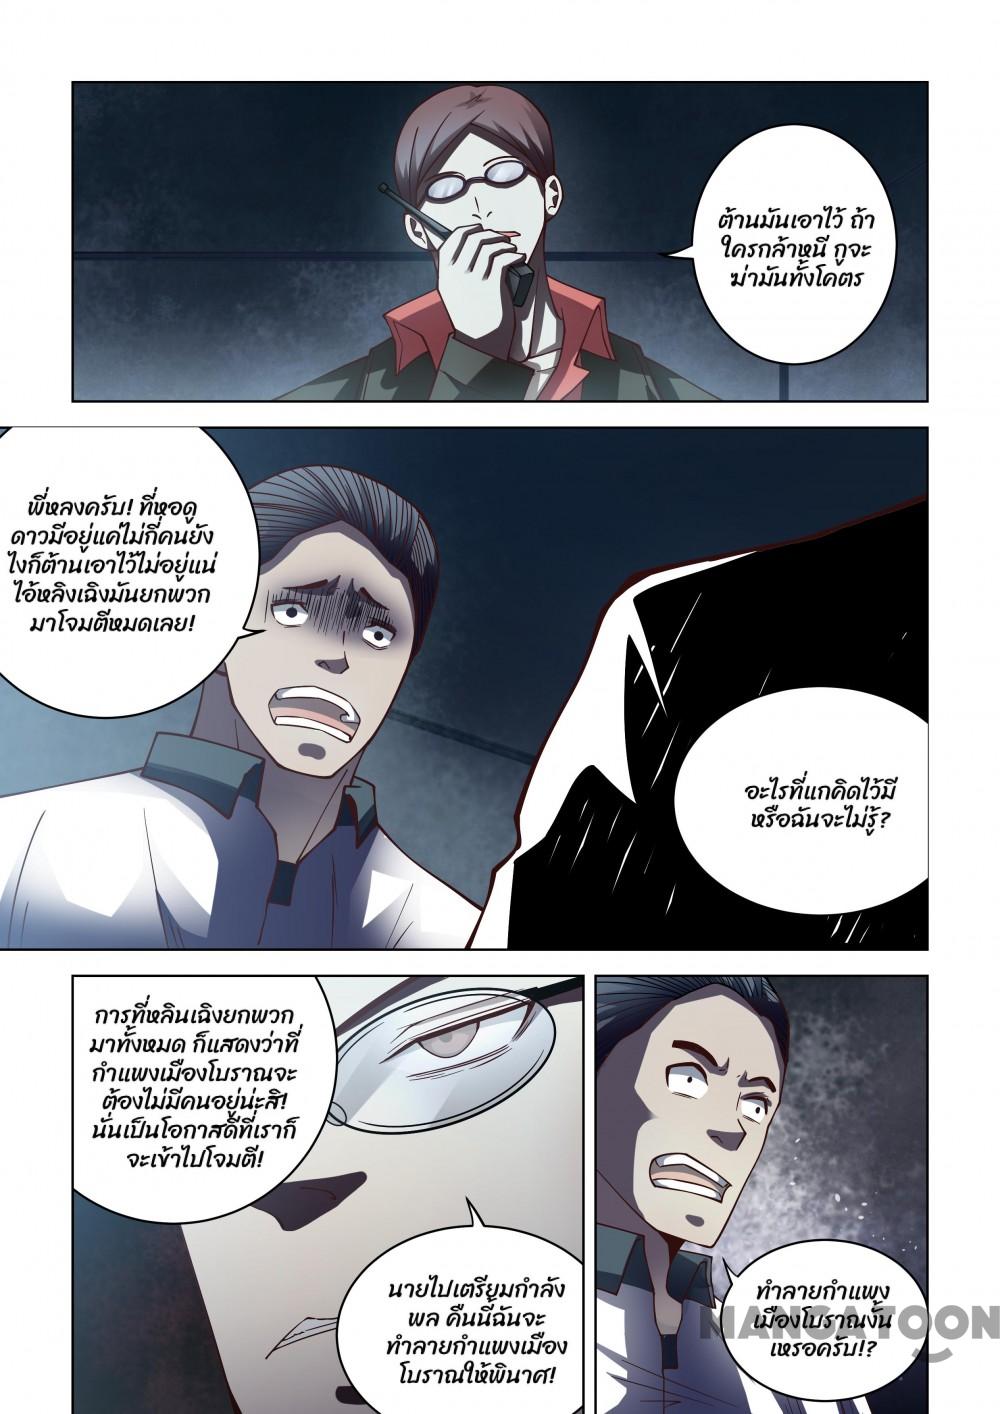 ต้านมันเอาไว้ ถ้า
ใครกล้าหนี กูจะ
ฆ่ามันทั้งโคตร
พี่หลงครับ! ที่หอดู
ดาวมีอยู่แค่ไม่กี่คนยัง
ไงก็ต้านเอาไว้ไม่อยู่แน่
ไอ้หลิงเฉิงมันยกพวก
มาโจมตีหมดเลย!
อะไรที่แกคิดไว้มี
หรือฉันจะไม่รู้?
การที่หลินเฉิงยกพวก
มาทั้งหมด ก็แสดงว่าที่
กำแพงเมืองโบราณจะ
ต้องไม่มีคนอยู่น่ะสิ!
นั่นเป็นโอกาสดีที่เราก็
จะเข้าไปโจมตี!
นายไปเตรียมกำลัง
พล คืนนี้ฉันจะ
ทำลายกำแพงเมือง
โบราณให้พินาศ!
ทำลายกำแพง
เมืองโบราณงั้น
เหรอครับ!?
MANGATOON